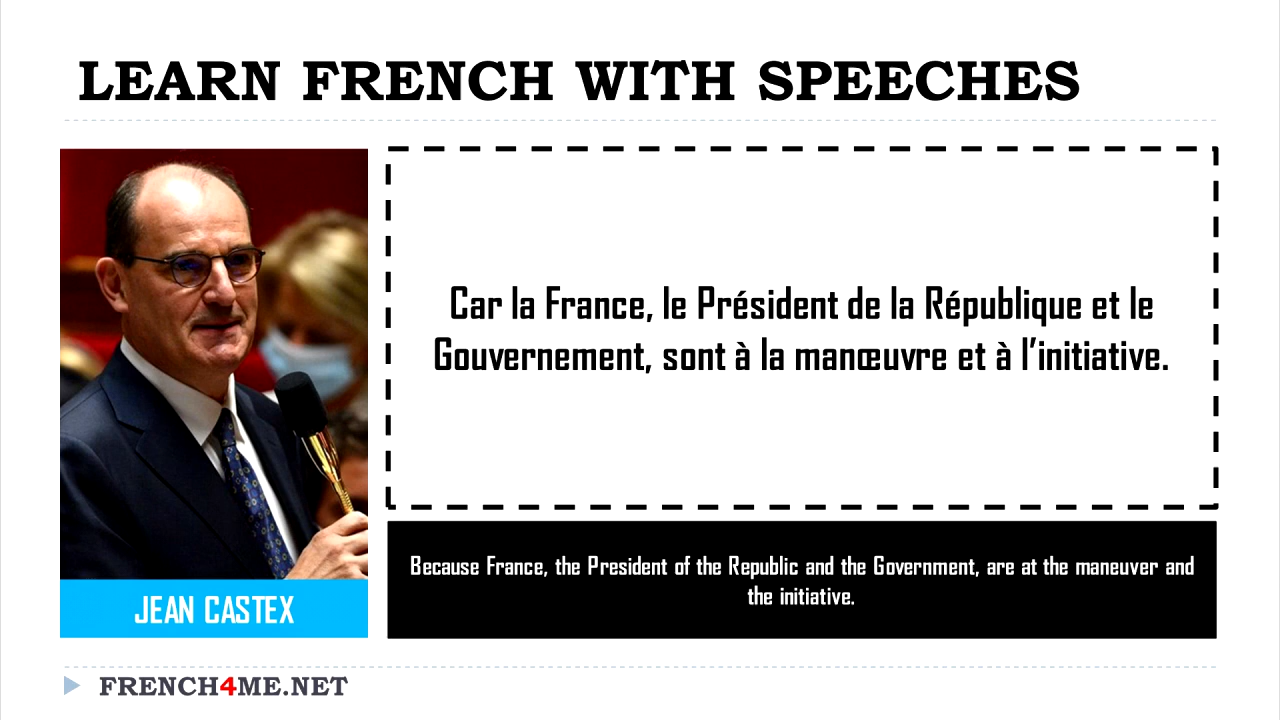 LEARN FRENCH WITH SPEECHES
Car la France, le Président de la République et le
Gouvernement, sont à la manœuvre et à l’initiative.
Because France, the President of the Republic and the Government, are at the maneuver and
the initiative.
JEAN CASTEX
FRENCH4ME.NET